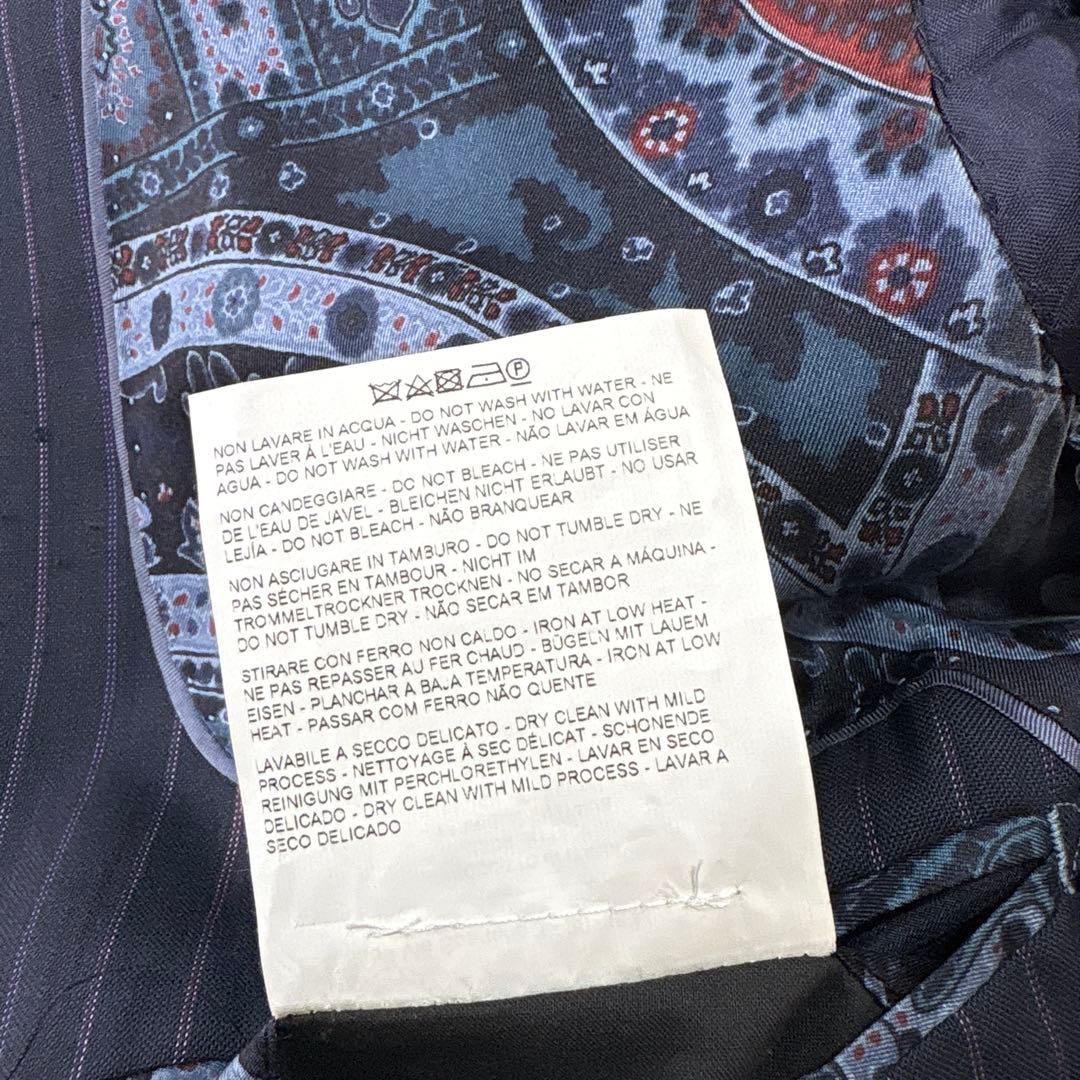 P
NON LAVARE IN ACQUA - DO NOT WASH WITH WATER - NE
PAS LAVER À L'EAU - NICHT WASCHEN - NO LAVAR CON
AGUA - DO NOT WASH WITH WATER - NÃO LAVAR EM ÁGUA
NON CANDEGGIARE - DO NOT BLEACH - NE PAS UTILISER
DE L'EAU DE JAVEL - BLEICHEN NICHT ERLAUBT - NO USAR
LEJÍA - DO NOT BLEACH - NÃO BRANQUEAR
NON ASCIUGARE IN TAMBURO - DO NOT TUMBLE DRY - NE
PAS SÉCHER EN TAMBOUR - NICHT IM
TROMMELTROCKNER TROCKNEN - NO SECAR A MÁQUINA -
DO NOT TUMBLE DRY - NÃO SECAR EM TAMBOR
STIRARE CON FERRO NON CALDO - IRON AT LOW HEAT -
NE PAS REPASSER AU FER CHAUD - BÜGELN MIT LAUEM
EISEN - PLANCHAR A BAJA TEMPERATURA - IRON AT LOW
HEAT - PASSAR COM FERRO NÃO QUENTE
LAVABILE A SECCO DELICATO - DRY CLEAN WITH MILD
PROCESS - NETTOYAGE À SEC DÉLICAT - SCHONENDE
REINIGUNG MIT PERCHLORETHYLEN - LAVAR EN SECO
DELICADO - DRY CLEAN WITH MILD PROCESS - LAVAR A
SECO DELICADO